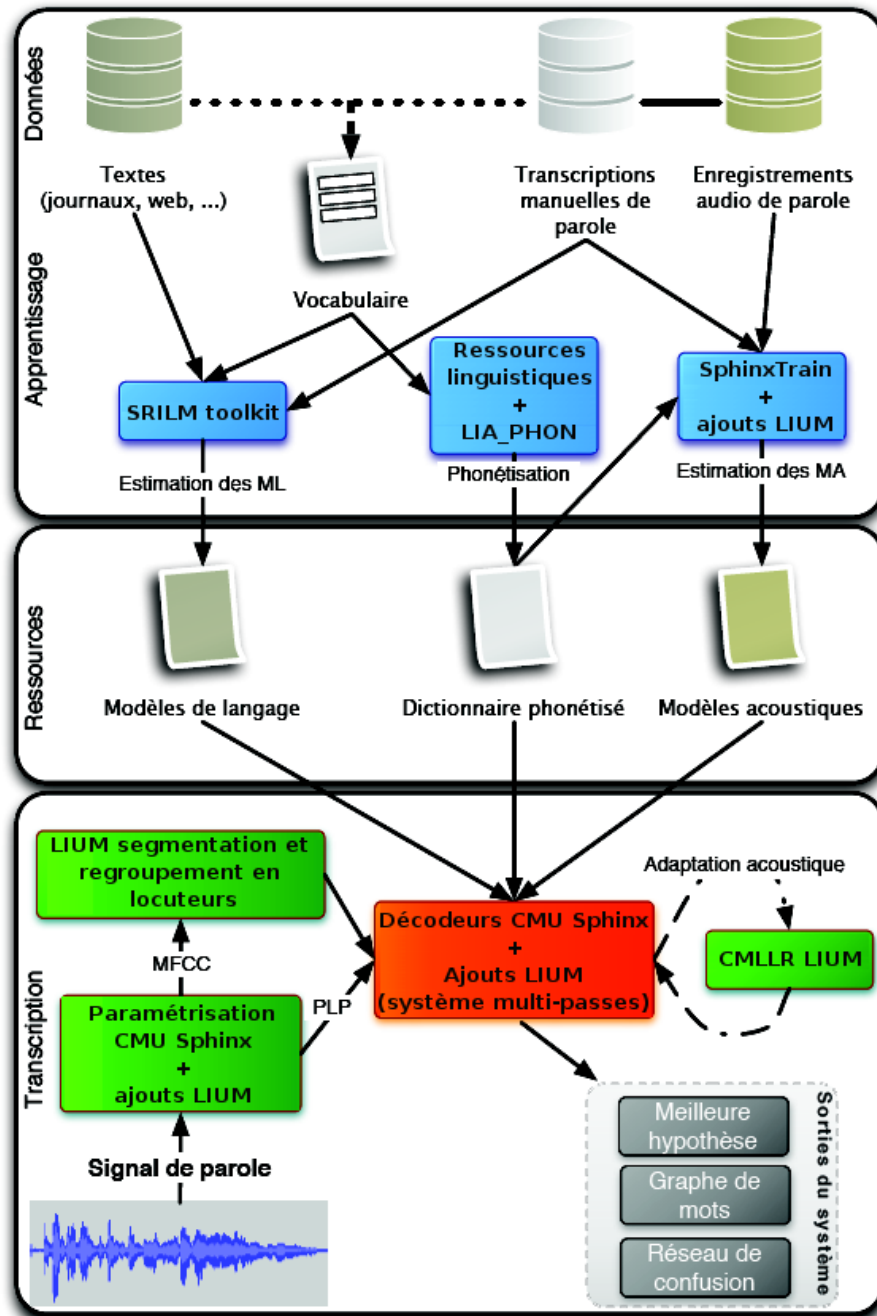 Données
Textes
(journaux, web, ...)
Transcriptions
manuelles de
parole
Enregistrements
audio de parole
Apprentissage
Vocabulaire
SRILM toolkit
Ressources
linguistiques
+
LIA_PHON
SphinxTrain
+
ajouts LIUM
Estimation des ML
Phonétisation
Estimation des MA
Ressources
Modèles de langage
Dictionnaire phonétisé
Modèles acoustiques
Transcription
LIUM segmentation et
regroupement en
locuteurs
MFCC
PLP
Paramétrisation
CMU Sphinx
+
ajouts LIUM
Signal de parole
Décodeurs CMU Sphinx
+
Ajouts LIUM
(système multi-passes)
Adaptation acoustique
CMLLR LIUM
Sorties du système
Meilleure
hypothèse
Graphe de
mots
Réseau de
confusion